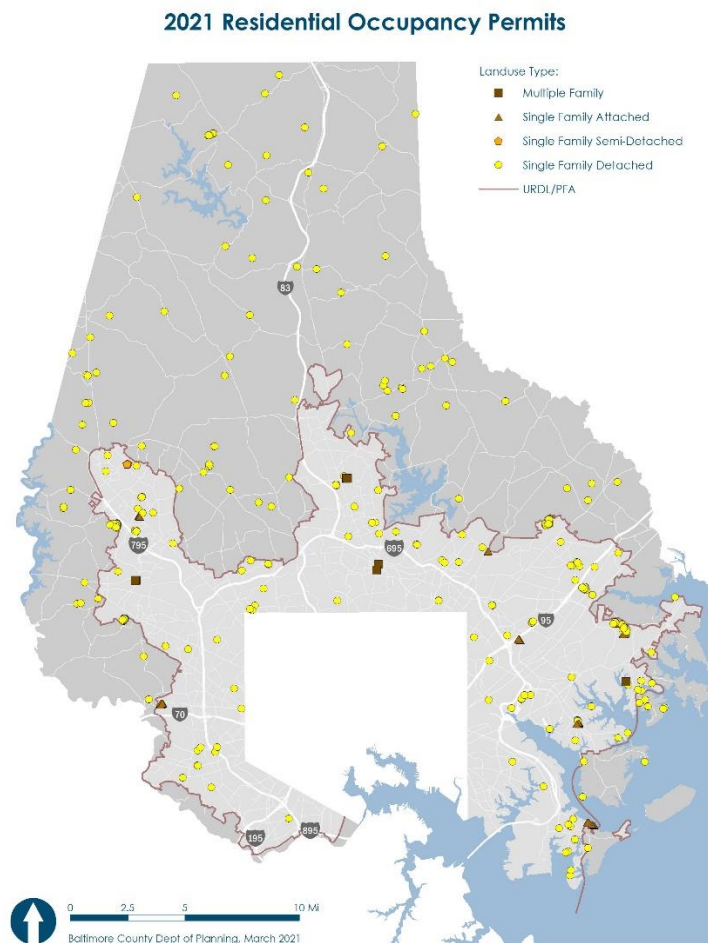 2021 Residential Occupancy Permits
Landuse Type:
Multiple Family
Single Family Attached
Single Family Semi-Detached
Single Family Detached
URDL/PFA
83
795
695
95
70
195
895
0 2.5 5 10 Mi
Baltimore County Dept of Planning, March 2021